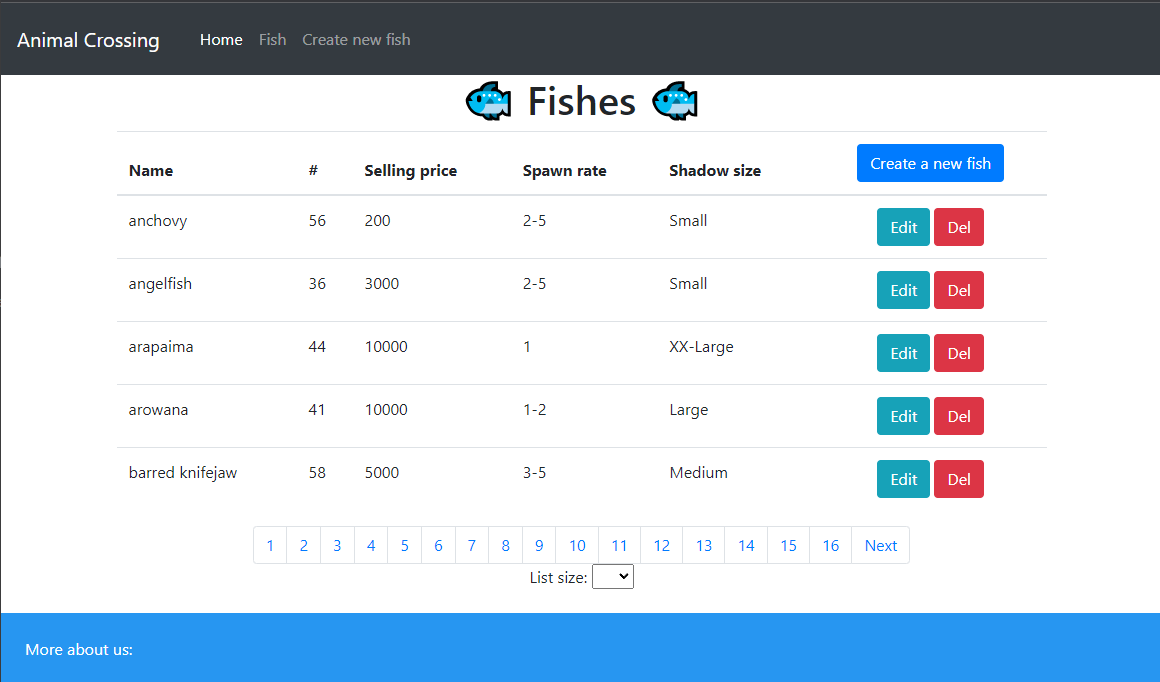 Animal Crossing Home Fish Create new fish
Fishes
Name # Selling price Spawn rate Shadow size Create a new fish
anchovy 56 200 2-5 Small Edit Del
angelfish 36 3000 2-5 Small Edit Del
arapaima 44 10000 1 XX-Large Edit Del
arowana 41 10000 1-2 Large Edit Del
barred knifejaw 58 5000 3-5 Medium Edit Del
1 2 3 4 5 6 7 8 9 10 11 12 13 14 15 16 Next
List size:
More about us: